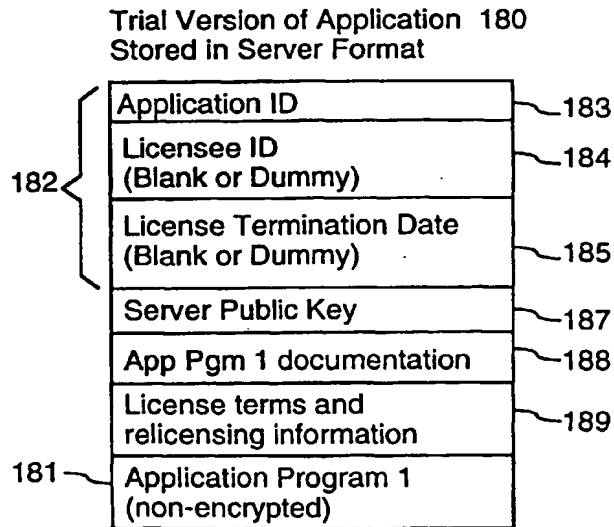 Trial Version of Application 180
Stored in Server Format
Application ID
183
Licensee ID
(Blank or Dummy)
184
182
License Termination Date
(Blank or Dummy)
185
Server Public Key
187
App Pgm 1 documentation
188
License terms and
relicensing information
189
181
Application Program 1
(non-encrypted)